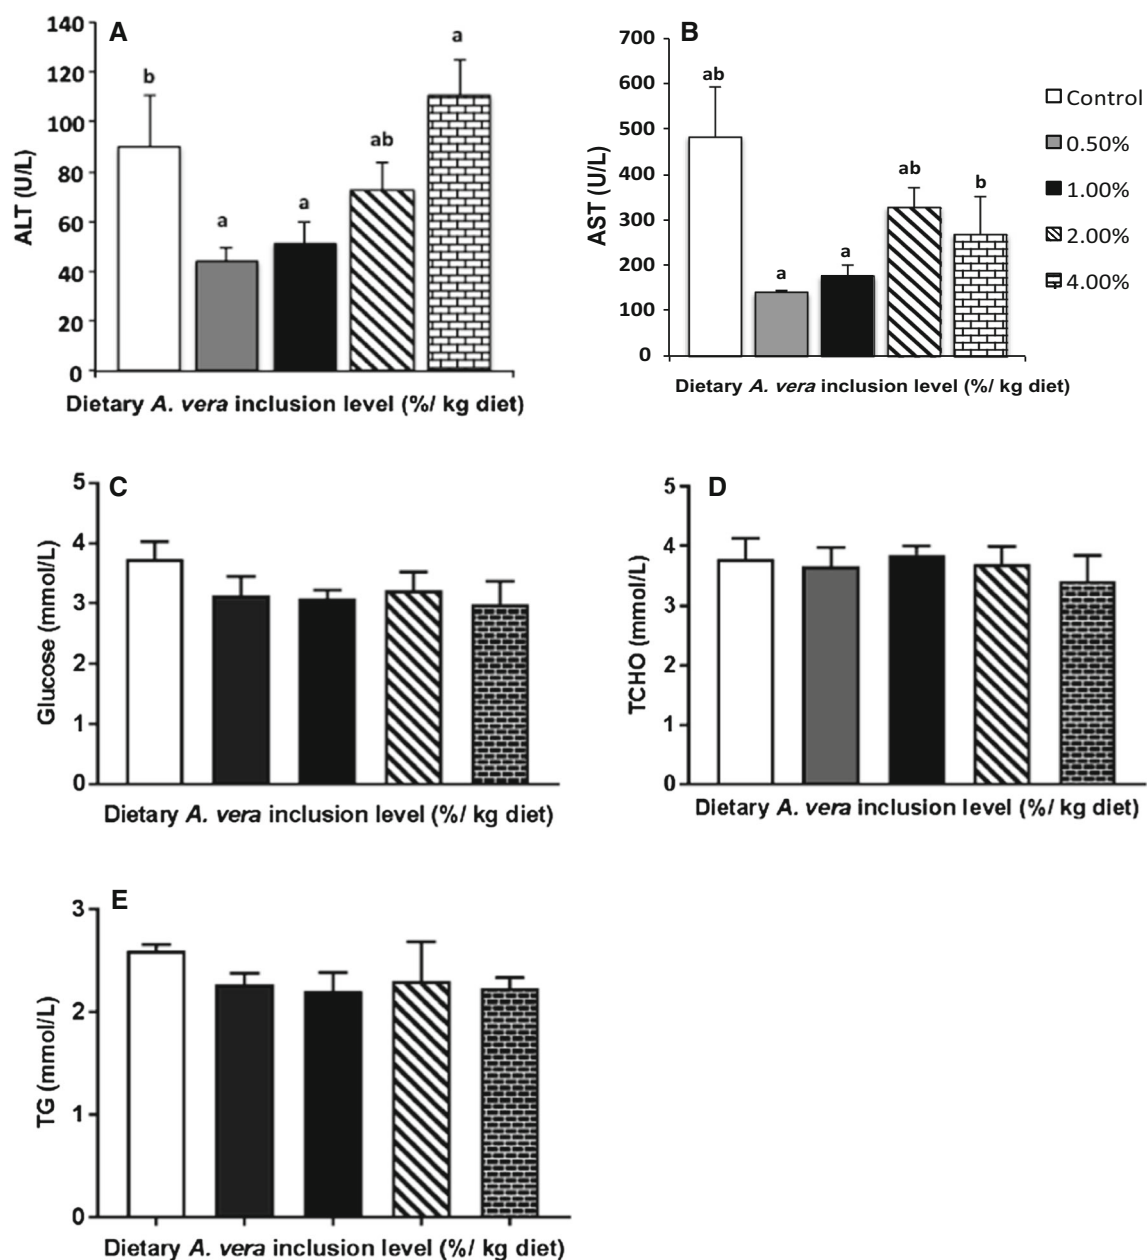 A
ALT (U/L)
140
120
100
80
60
40
20
0
b
a
a
ab
a
Dietary A. vera inclusion level (%/ kg diet)
B
AST (U/L)
700
600
500
400
300
200
100
0
ab
a
a
ab
b
Dietary A. vera inclusion level (%/ kg diet)
Control
0.50%
1.00%
2.00%
4.00%
C
Glucose (mmol/L)
5
4
3
2
1
0
Dietary A. vera inclusion level (%/ kg diet)
D
TCHO (mmol/L)
5
4
3
2
1
0
Dietary A. vera inclusion level (%/ kg diet)
E
TG (mmol/L)
3
2
1
0
Dietary A. vera inclusion level (%/ kg diet)